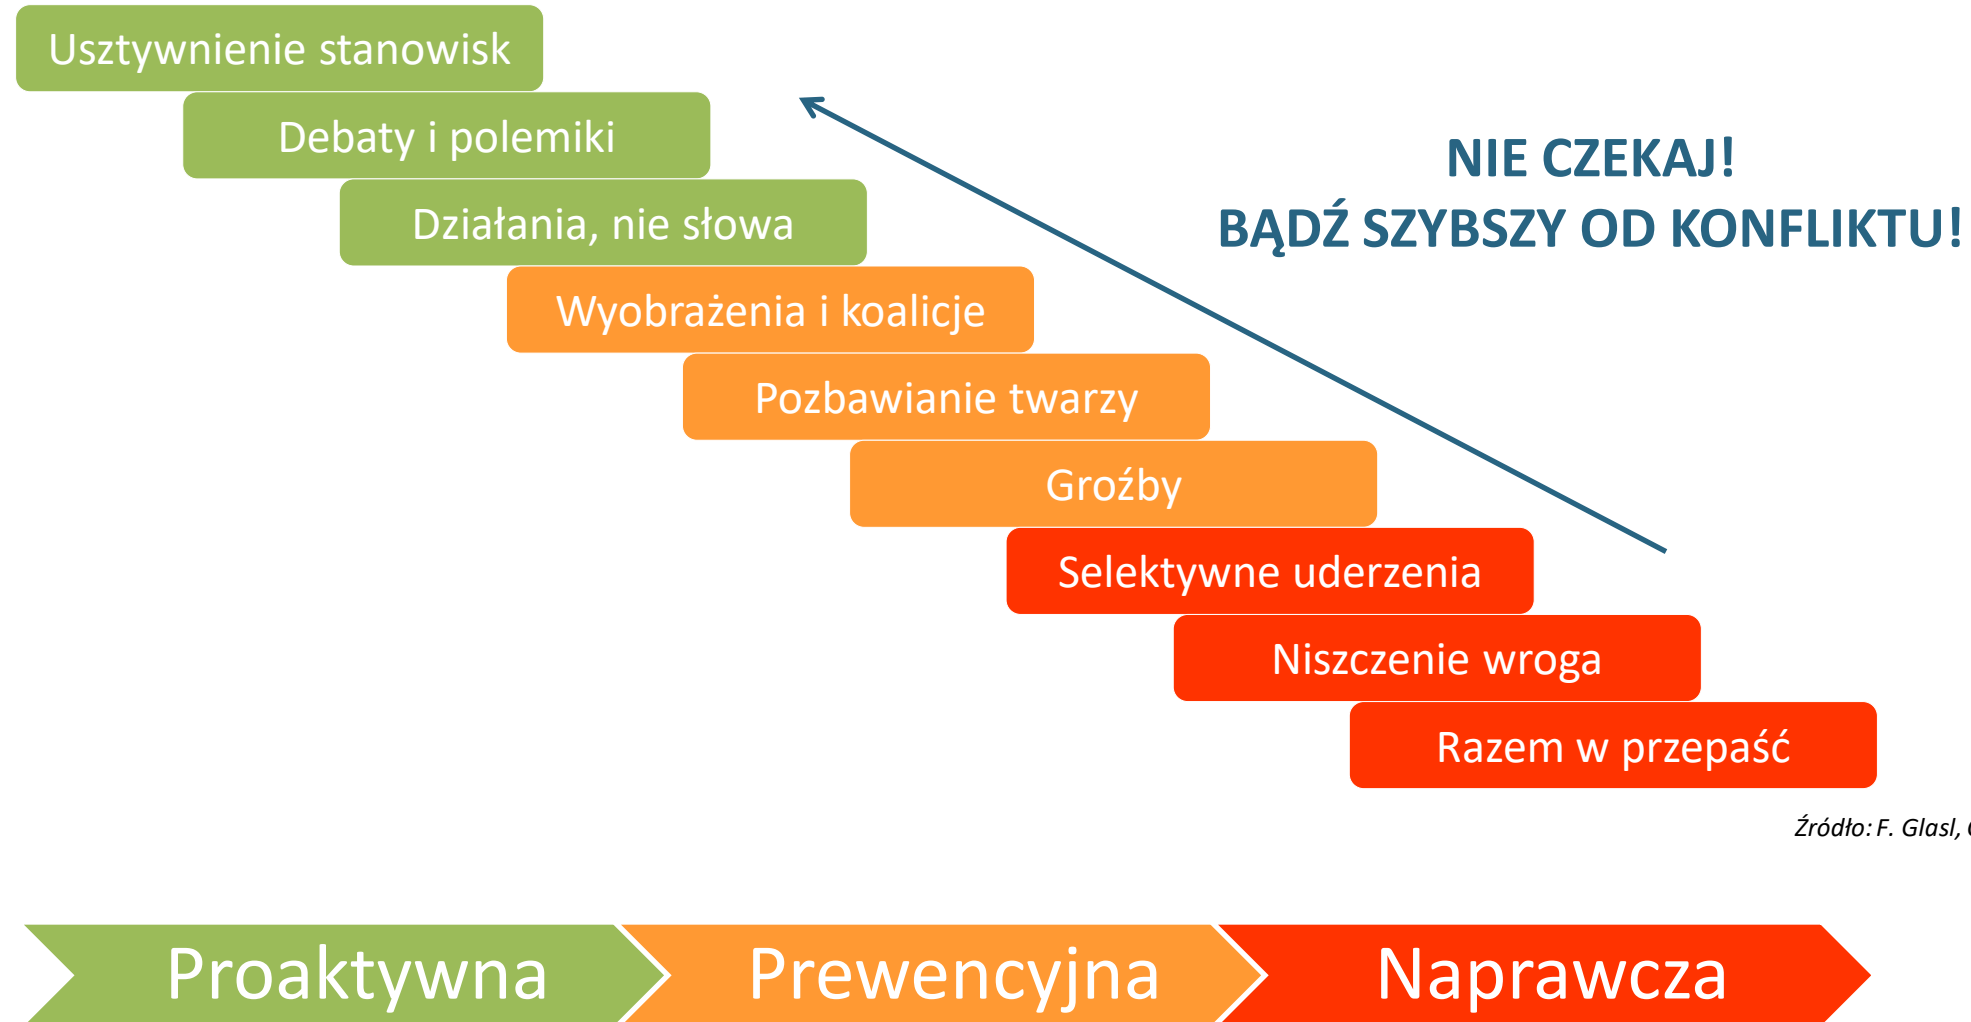 Usztywnienie stanowisk
Debaty i polemiki
Działania, nie słowa
NIE CZEKAJ!
BĄDŹ SZYBSZY OD KONFLIKTU!
Wyobrażenia i koalicje
Pozbawianie twarzy
Groźby
Selektywne uderzenia
Niszczenie wroga
Razem w przepaść
Źródło: F. Glasl,
Proaktywna
Prewencyjna
Naprawcza